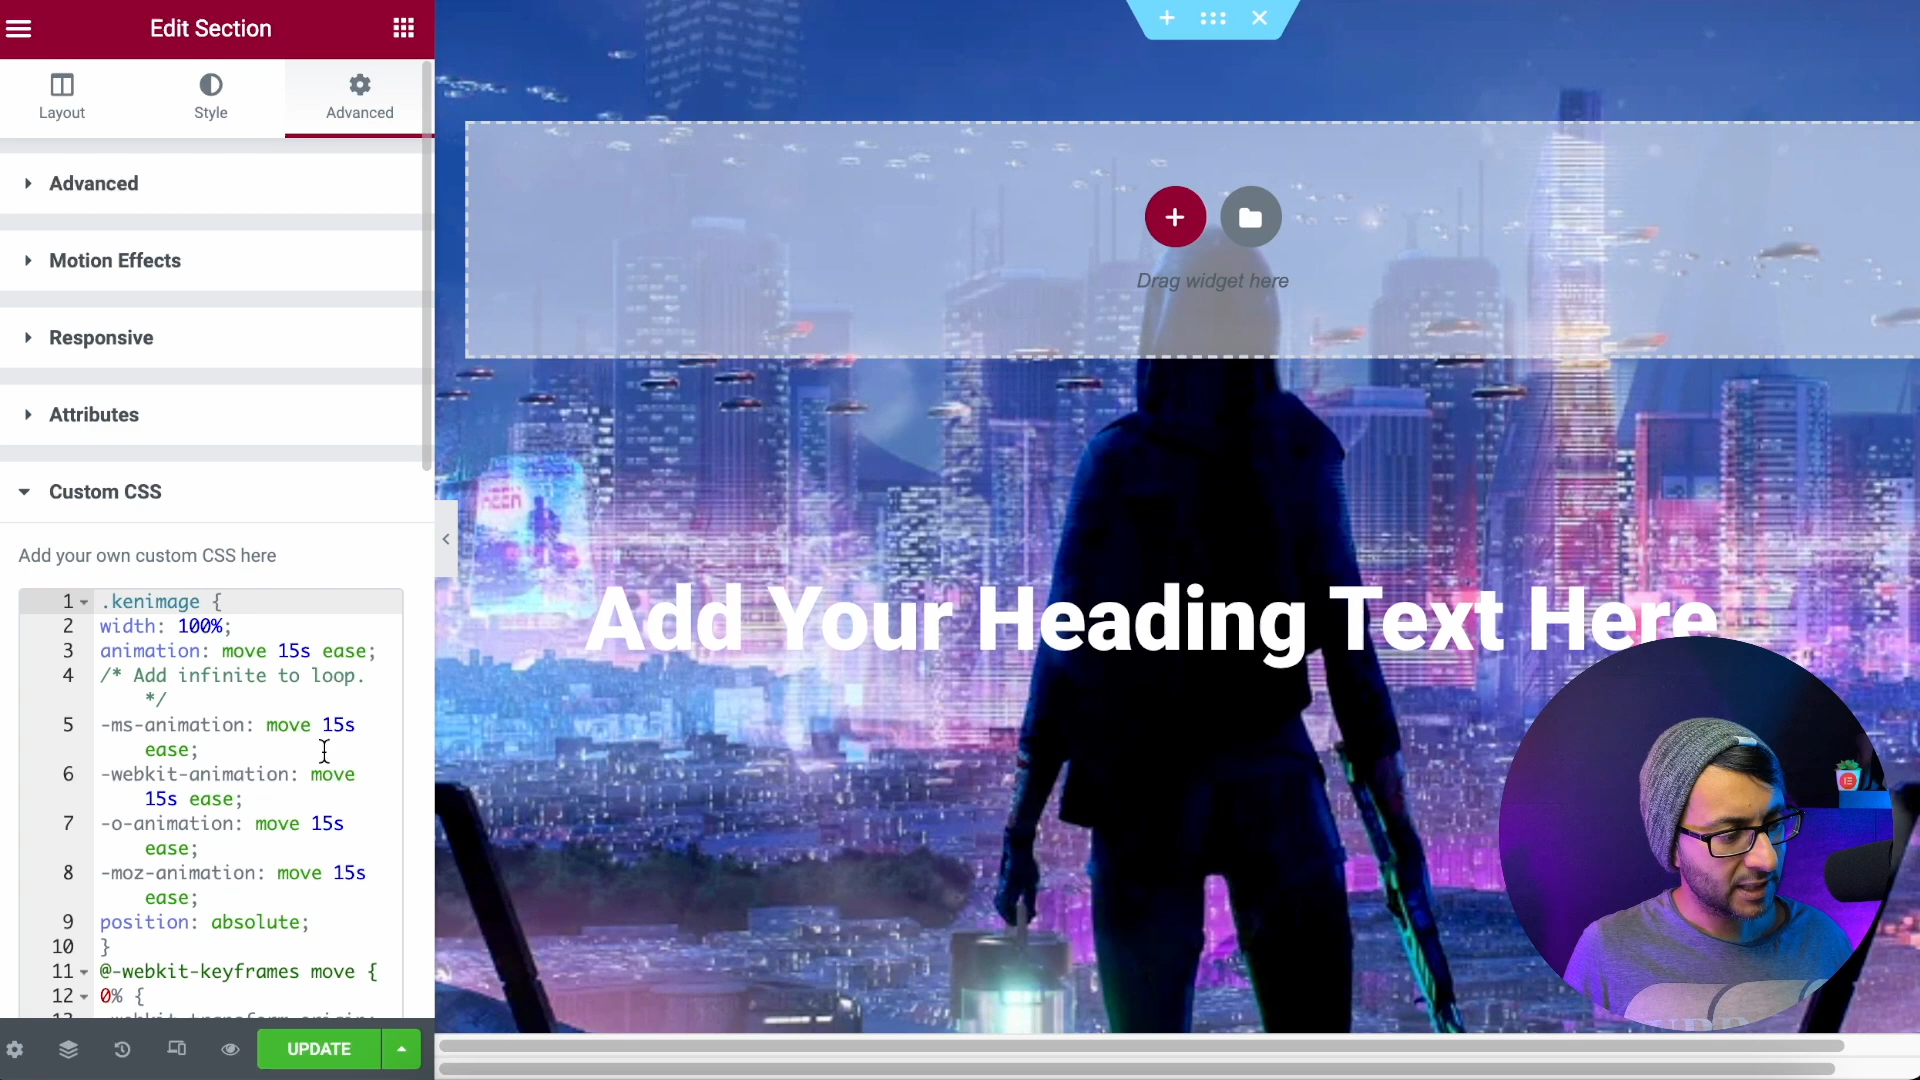 Edit Section
Layout
Style
Advanced
Advanced
Motion Effects
Responsive
Attributes
Custom CSS
Add your own custom CSS here
1 .kenimage {
2 width: 100%;
3 animation: move 15s ease;
4 /* Add infinite to loop.
*/
5 -ms-animation: move 15s
ease;
6 -webkit-animation: move
15s ease;
7 -o-animation: move 15s
ease;
8 -moz-animation: move 15s
ease;
9 position: absolute;
10 }
11 @-webkit-keyframes move {
12 0% {
UPDATE
Drag widget here
Add Your Heading Text Here